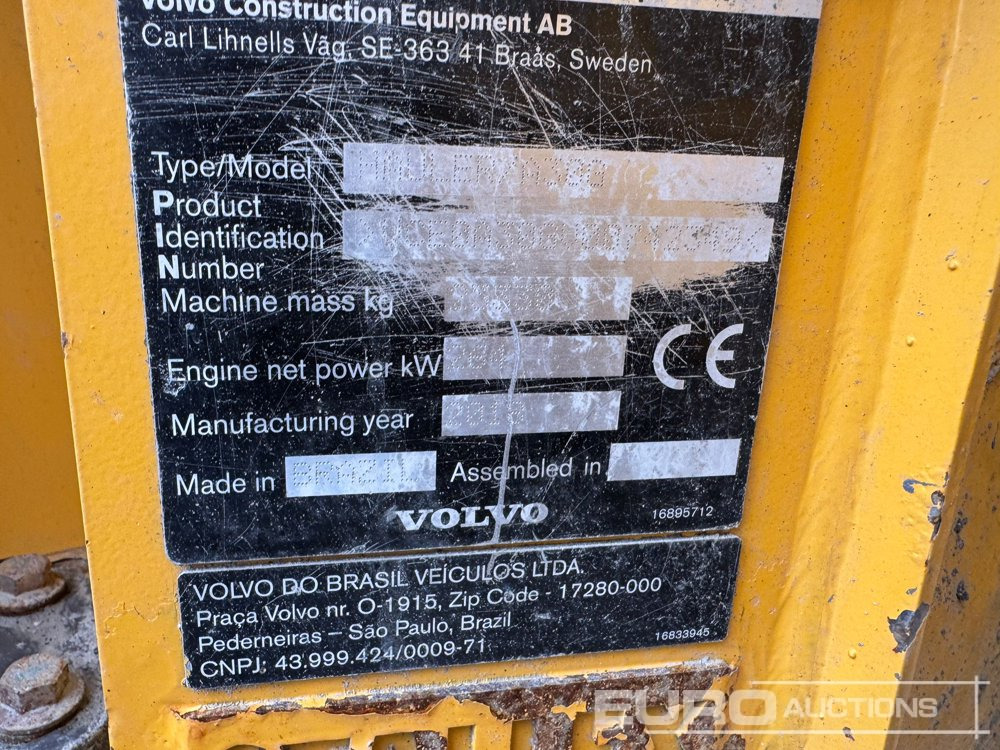 Volvo Construction Equipment AB
Carl Lihnells Väg, SE-363 41 Braås, Sweden
Type/Model
Product
Identification
Number
Machine mass kg
Engine net power kW
CE
Manufacturing year
Made in BRAZIL Assembled in
VOLVO 16895712
VOLVO DO BRASIL VEÍCULOS LTDA.
Praça Volvo nr. O-1915, Zip Code - 17280-000
Pederneiras – São Paulo, Brazil
CNPJ: 43.999.424/0009-71 16833945
EURO AUCTIONS